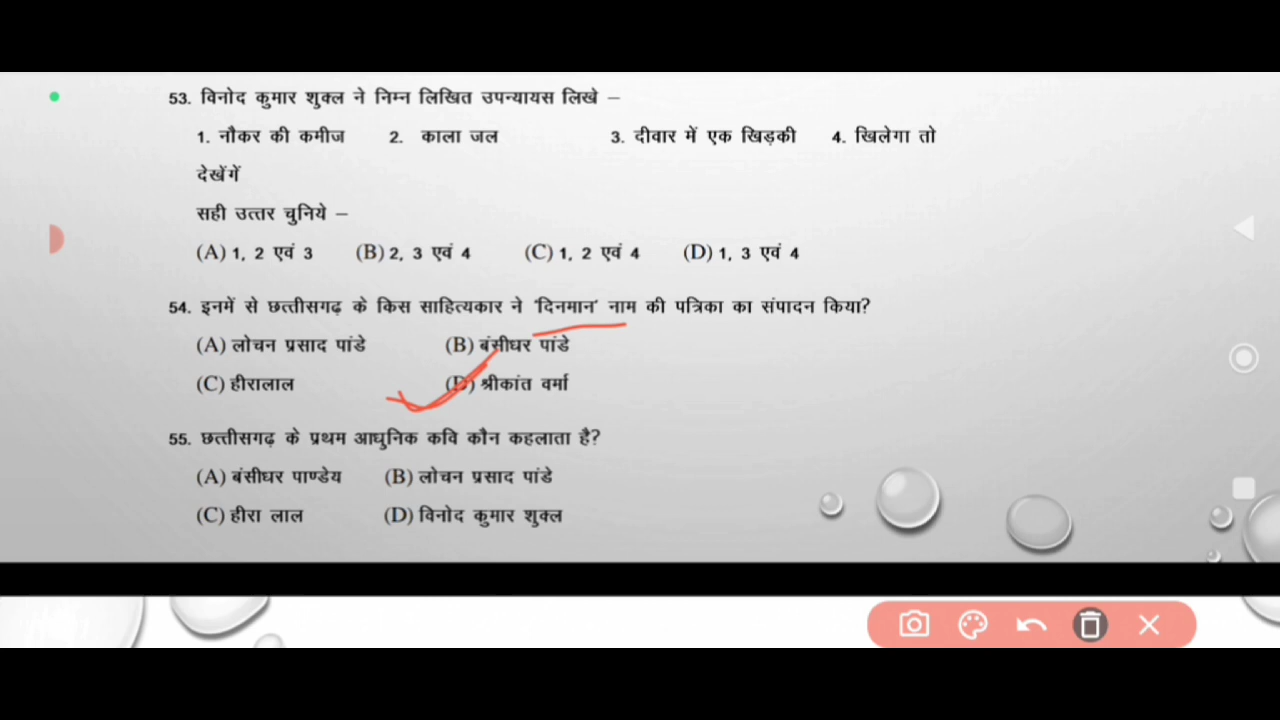 53. विनोद कुमार शुक्ल ने निम्न लिखित उपन्यायस लिखे –
1. नौकर की कमीज 2. काला जल 3. दीवार में एक खिड़की 4. खिलेगा तो
देखेंगें
सही उत्तर चुनिये –
(A) 1, 2 एवं 3 (B) 2, 3 एवं 4 (C) 1, 2 एवं 4 (D) 1, 3 एवं 4
54. इनमें से छत्तीसगढ़ के किस साहित्यकार ने 'दिनमान' नाम की पत्रिका का संपादन किया?
(A) लोचन प्रसाद पांडे (B) बंसीधर पांडे
(C) हीरालाल (D) श्रीकांत वर्मा
55. छत्तीसगढ़ के प्रथम आधुनिक कवि कौन कहलाता है?
(A) बंसीधर पाण्डेय (B) लोचन प्रसाद पांडे
(C) हीरा लाल (D) विनोद कुमार शुक्ल